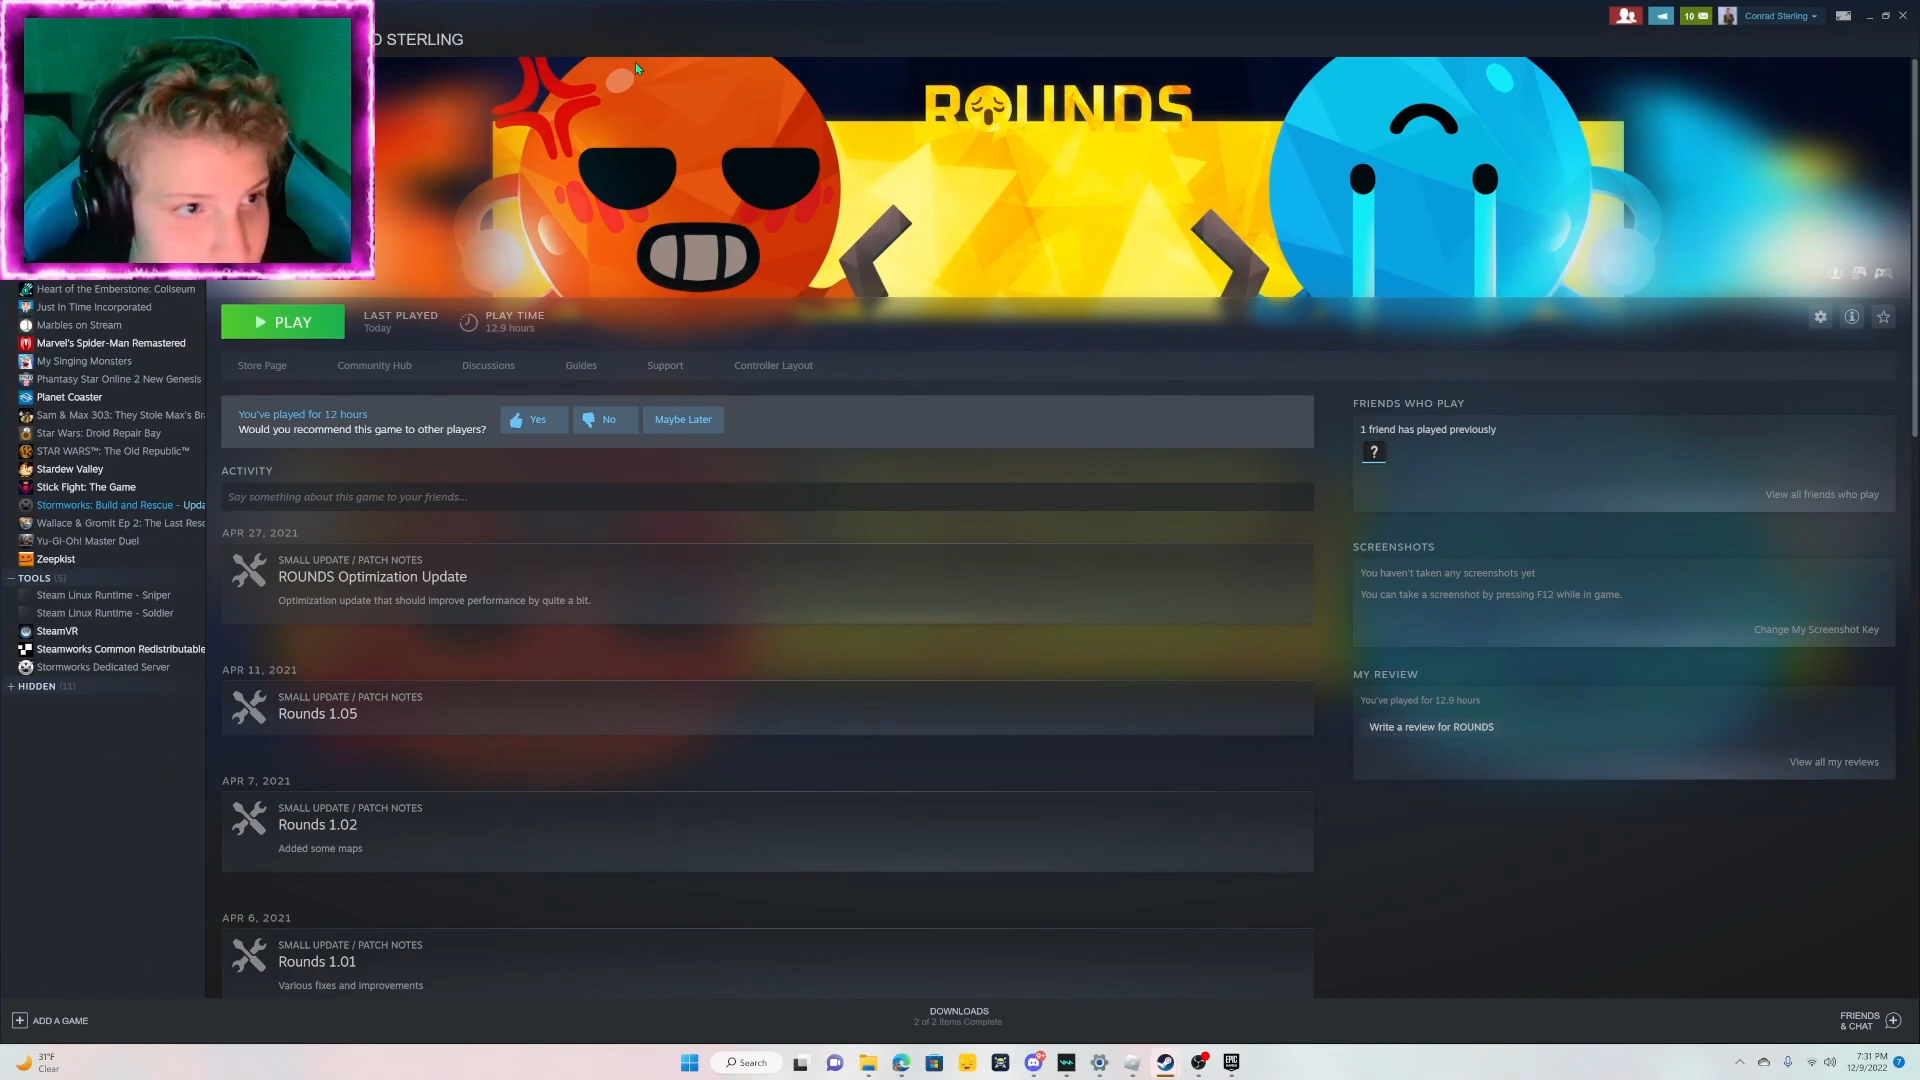 10
Conrad Sterling
D STERLING
ROUNDS
Heart of the Emberstone: Coliseum
Just In Time Incorporated
Marbles on Stream
Marvel's Spider-Man Remastered
My Singing Monsters
Phantasy Star Online 2 New Genesis
Planet Coaster
Sam & Max 303: They Stole Max's Bra
Star Wars: Droid Repair Bay
STAR WARS™: The Old Republic™
Stardew Valley
Stick Fight: The Game
Stormworks: Build and Rescue - Upda
Wallace & Gromit Ep 2: The Last Reso
Yu-Gi-Oh! Master Duel
Zeepkist
TOOLS (5)
Steam Linux Runtime - Sniper
Steam Linux Runtime - Soldier
SteamVR
Steamworks Common Redistributable
Stormworks Dedicated Server
HIDDEN (11)
PLAY
LAST PLAYED
Today
PLAY TIME
12.9 hours
Store Page
Community Hub
Discussions
Guides
Support
Controller Layout
You've played for 12 hours
Would you recommend this game to other players?
Yes
No
Maybe Later
ACTIVITY
Say something about this game to your friends...
APR 27, 2021
SMALL UPDATE / PATCH NOTES
ROUNDS Optimization Update
Optimization update that should improve performance by quite a bit.
APR 11, 2021
SMALL UPDATE / PATCH NOTES
Rounds 1.05
APR 7, 2021
SMALL UPDATE / PATCH NOTES
Rounds 1.02
Added some maps
APR 6, 2021
SMALL UPDATE / PATCH NOTES
Rounds 1.01
Various fixes and improvements
FRIENDS WHO PLAY
1 friend has played previously
?
View all friends who play
SCREENSHOTS
You haven't taken any screenshots yet
You can take a screenshot by pressing F12 while in game.
Change My Screenshot Key
MY REVIEW
You've played for 12.9 hours
Write a review for ROUNDS
View all my reviews
ADD A GAME
DOWNLOADS
2 of 2 Items Complete
FRIENDS
& CHAT
31°F
Clear
Search
9+
EPIC
7:31 PM
12/9/2022
7